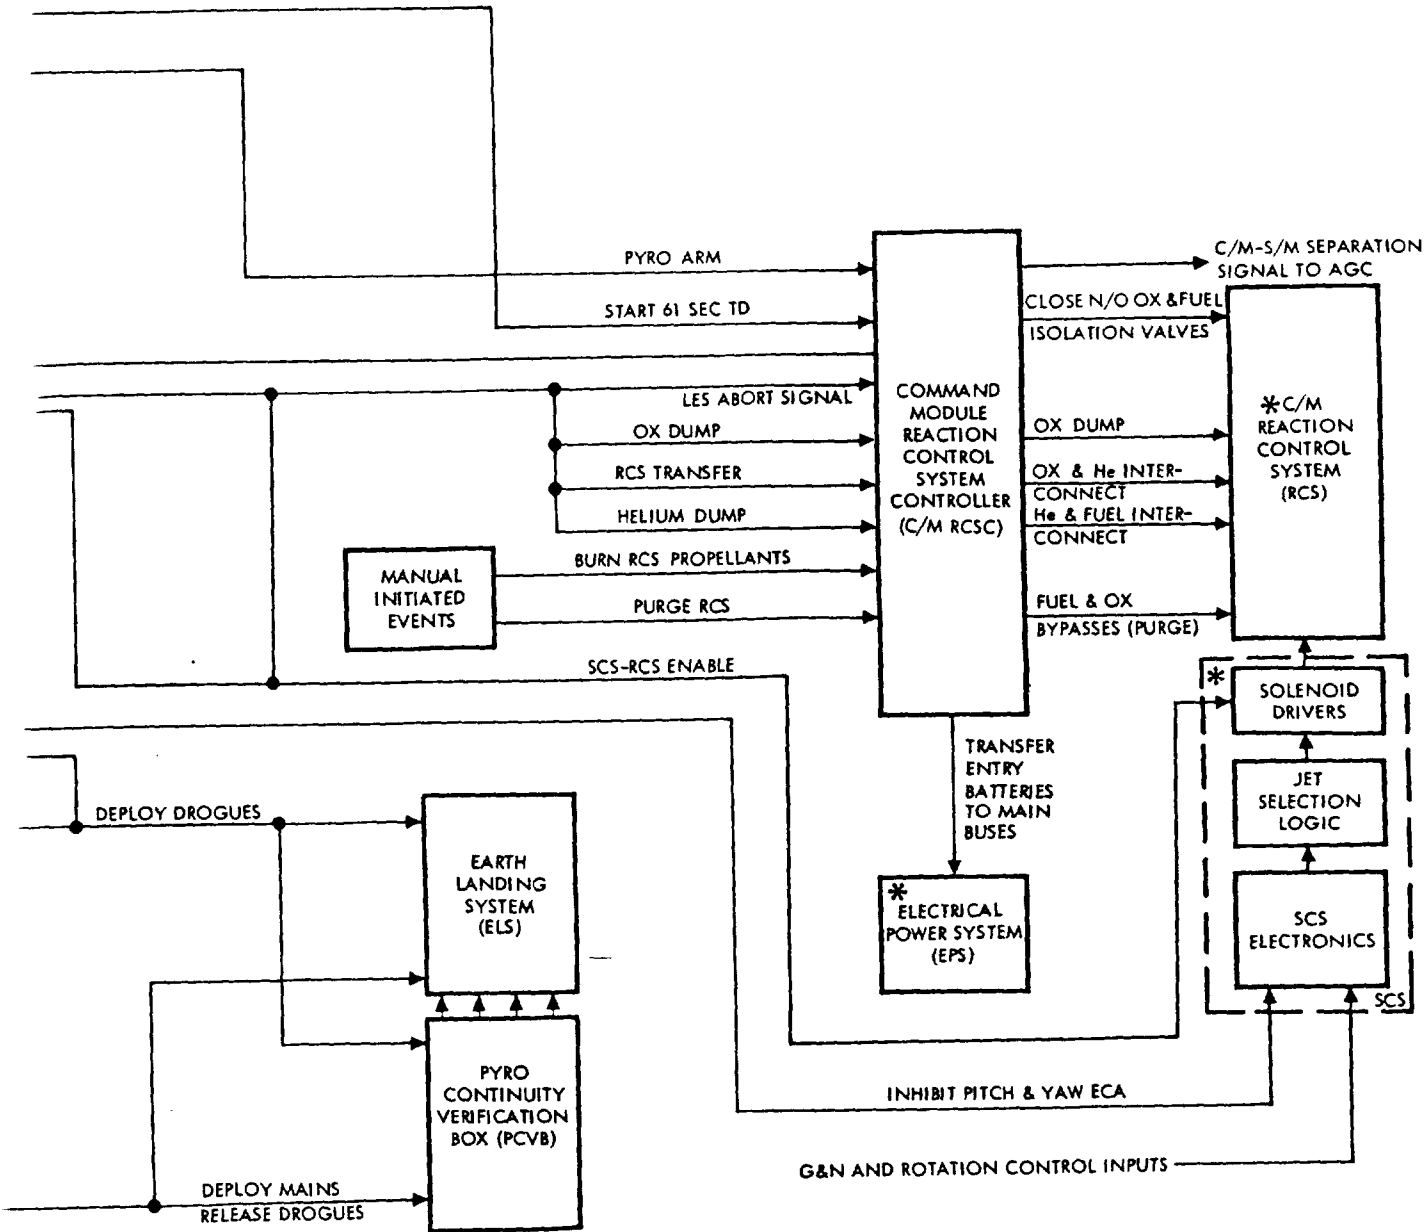 PYRO ARM
START 61 SEC TD
LES ABORT SIGNAL
OX DUMP
RCS TRANSFER
HELIUM DUMP
BURN RCS PROPELLANTS
PURGE RCS
MANUAL
INITIATED
EVENTS
SCS-RCS ENABLE
COMMAND
MODULE
REACTION
CONTROL
SYSTEM
CONTROLLER
(C/M RCSC)
C/M-S/M SEPARATION
SIGNAL TO AGC
CLOSE N/O OX & FUEL
ISOLATION VALVES
OX DUMP
OX & He INTER-
CONNECT
He & FUEL INTER-
CONNECT
FUEL & OX
BYPASSES (PURGE)
*C/M
REACTION
CONTROL
SYSTEM
(RCS)
*
SOLENOID
DRIVERS
JET
SELECTION
LOGIC
SCS
ELECTRONICS
SCS
TRANSFER
ENTRY
BATTERIES
TO MAIN
BUSES
*
ELECTRICAL
POWER SYSTEM
(EPS)
DEPLOY DROGUES
EARTH
LANDING
SYSTEM
(ELS)
PYRO
CONTINUITY
VERIFICATION
BOX (PCVB)
INHIBIT PITCH & YAW ECA
G&N AND ROTATION CONTROL INPUTS
DEPLOY MAINS
RELEASE DROGUES